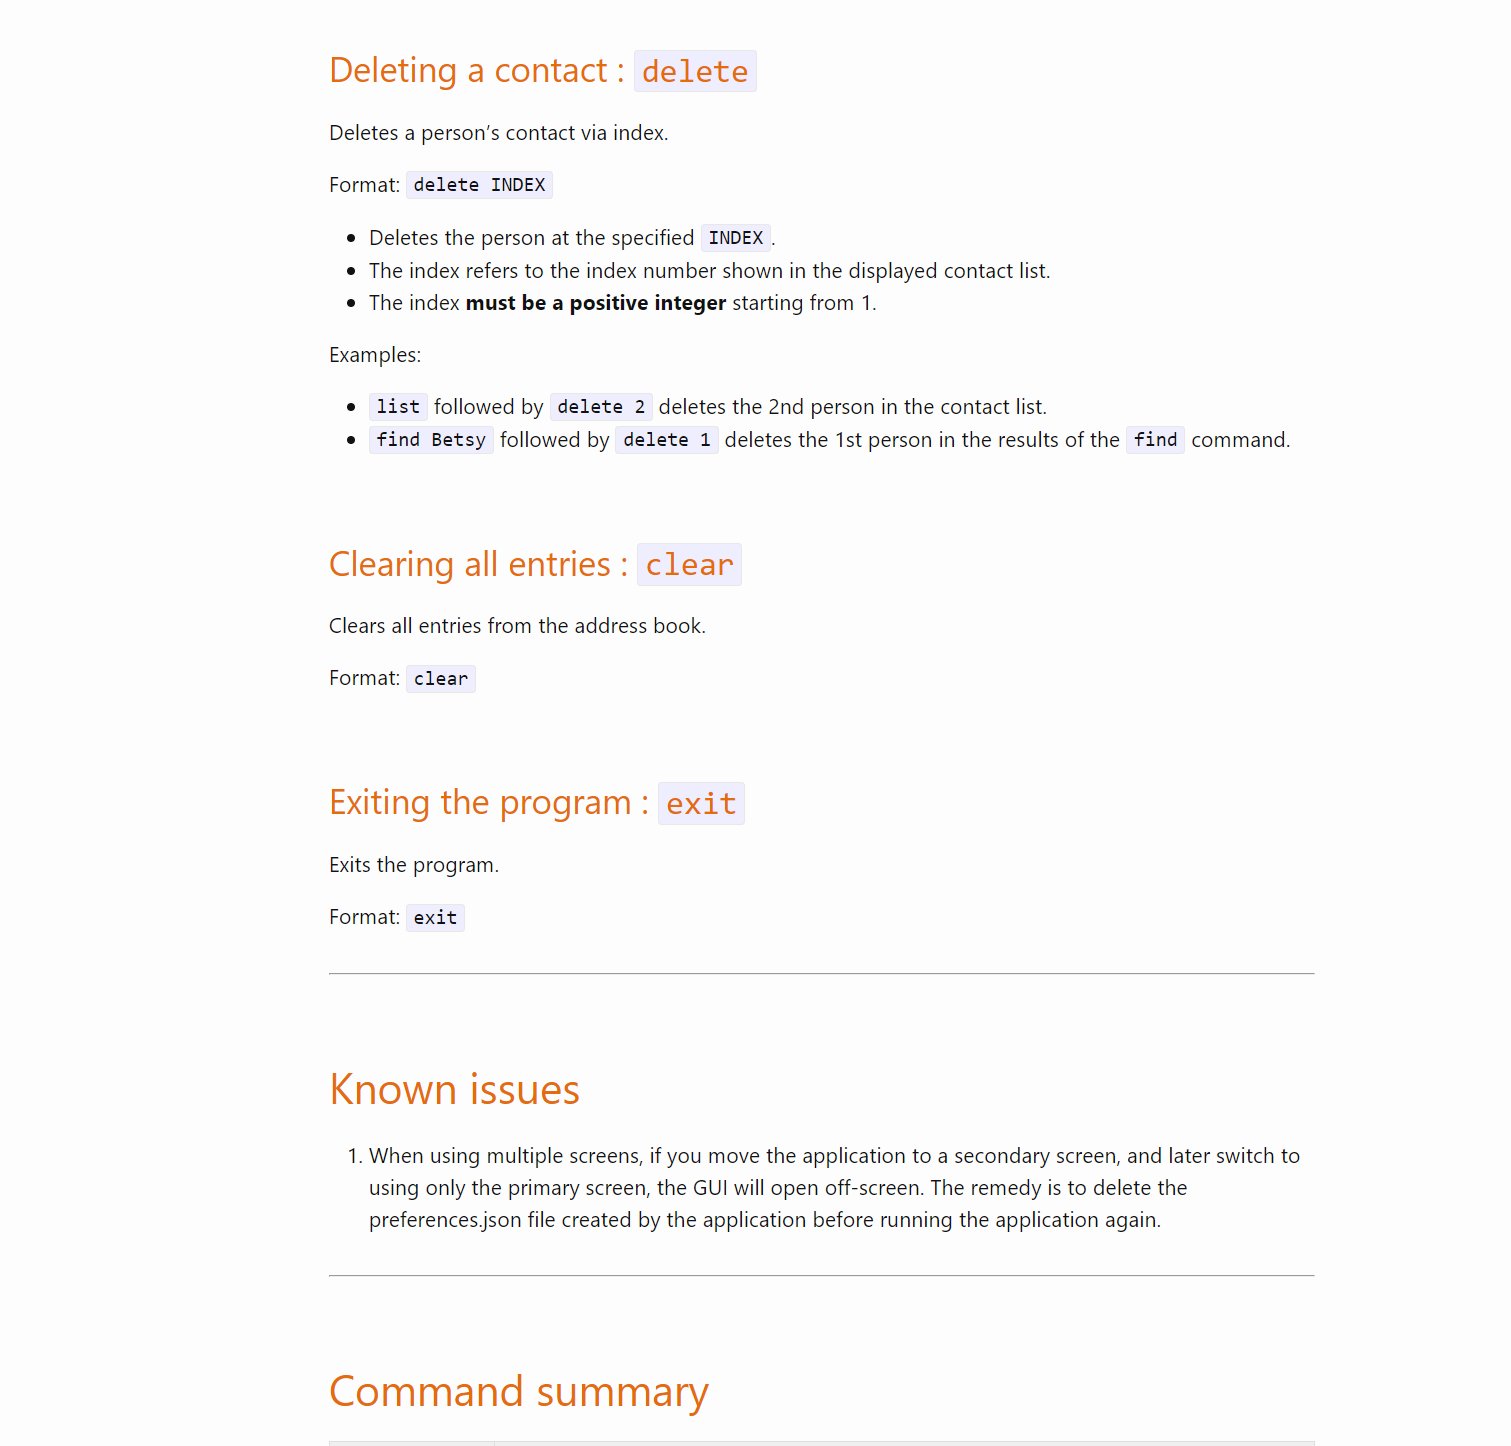 Deleting a contact : delete
Deletes a person’s contact via index.
Format: delete INDEX
Deletes the person at the specified INDEX.
The index refers to the index number shown in the displayed contact list.
The index must be a positive integer starting from 1.
Examples:
list followed by delete 2 deletes the 2nd person in the contact list.
find Betsy followed by delete 1 deletes the 1st person in the results of the find command.
Clearing all entries : clear
Clears all entries from the address book.
Format: clear
Exiting the program : exit
Exits the program.
Format: exit
Known issues
1. When using multiple screens, if you move the application to a secondary screen, and later switch to
using only the primary screen, the GUI will open off-screen. The remedy is to delete the
preferences.json file created by the application before running the application again.
Command summary